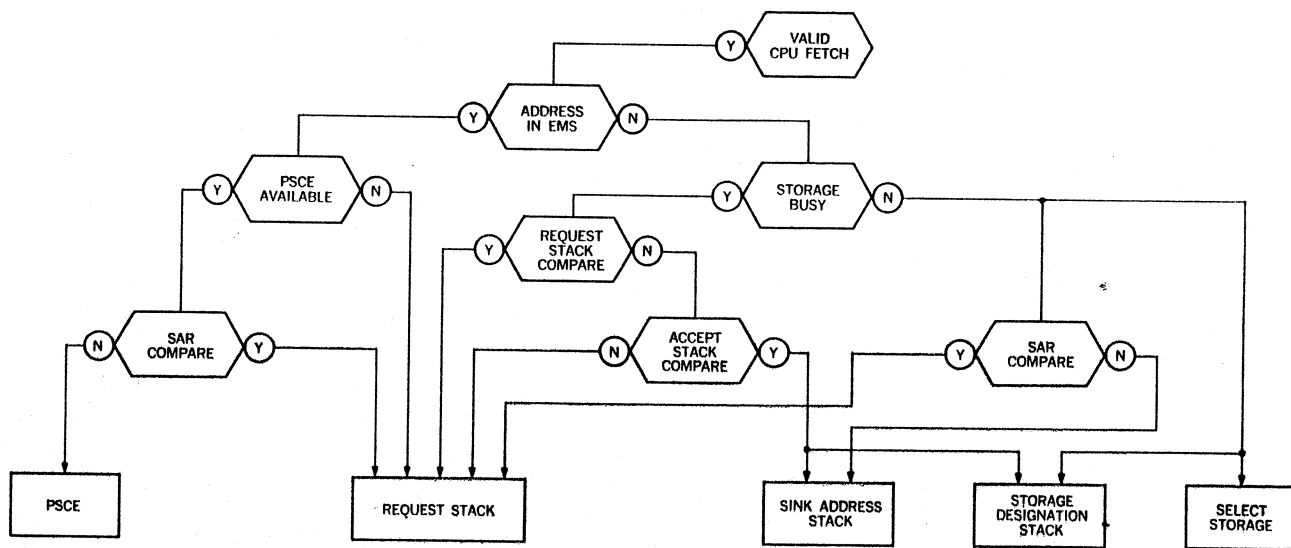 Y
VALID
CPU FETCH
Y
ADDRESS
IN EMS
N
Y
PSCE
AVAILABLE
N
Y
STORAGE
BUSY
N
Y
REQUEST
STACK
COMPARE
N
N
SAR
COMPARE
Y
N
ACCEPT
STACK
COMPARE
Y
Y
SAR
COMPARE
N
PSCE
REQUEST STACK
SINK ADDRESS
STACK
STORAGE
DESIGNATION
STACK
SELECT
STORAGE